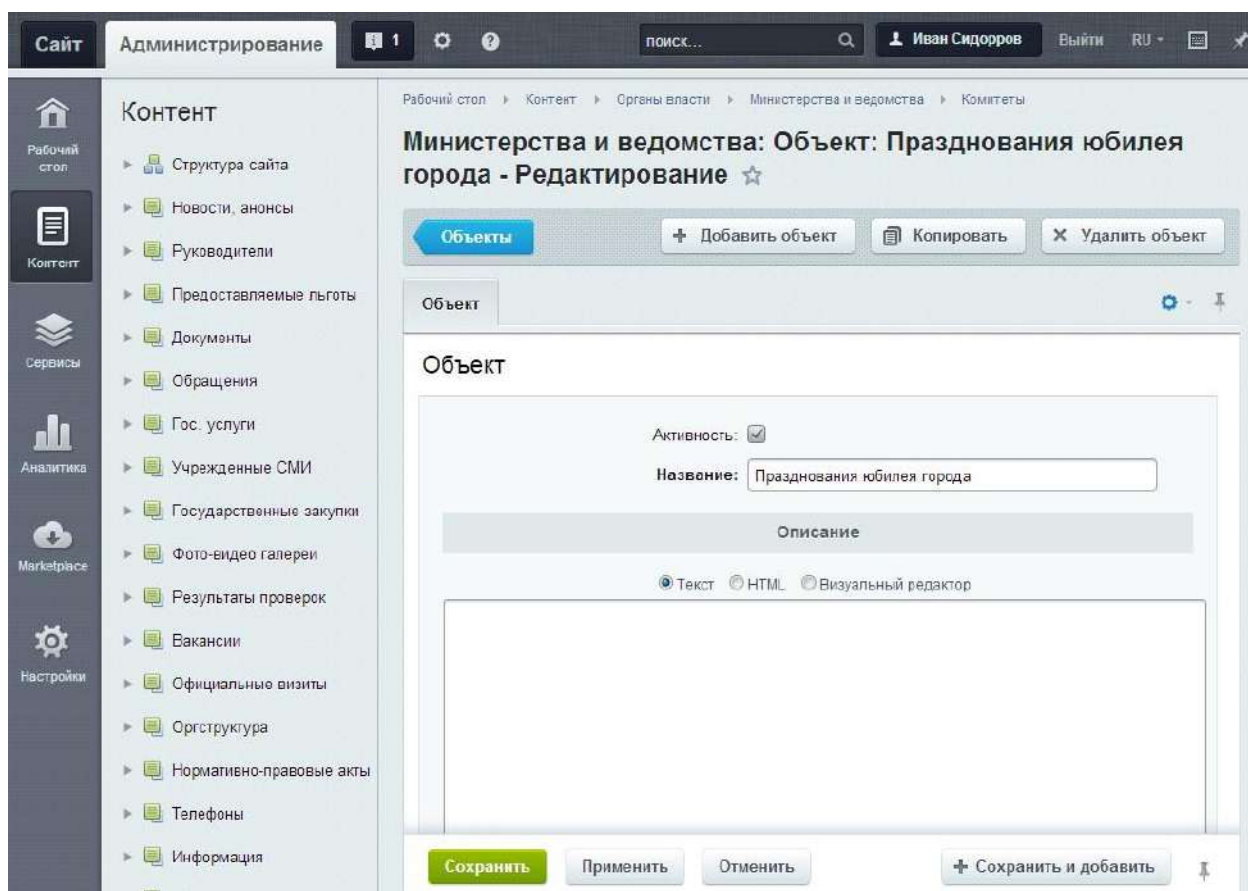 Сайт
Администрирование
1
?
поиск...
Иван Сидорров
Выйти
RU
Рабочий стол
Контент
Сервисы
Аналитика
Marketplace
Настройки
Контент
Структура сайта
Новости, анонсы
Руководители
Предоставляемые льготы
Документы
Обращения
Гос. услуги
Учрежденные СМИ
Государственные закупки
Фото-видео галереи
Результаты проверок
Вакансии
Официальные визиты
Оргструктура
Нормативно-правовые акты
Телефоны
Информация
Рабочий стол Контент Органы власти Министерства и ведомства Комитеты
Министерства и ведомства: Объект: Празднования юбилея
города - Редактирование
Объекты
+ Добавить объект
Копировать
Удалить объект
Объект
Объект
Активность:
Название: Празднования юбилея города
Описание
Текст HTML Визуальный редактор
Сохранить
Применить
Отменить
+ Сохранить и добавить